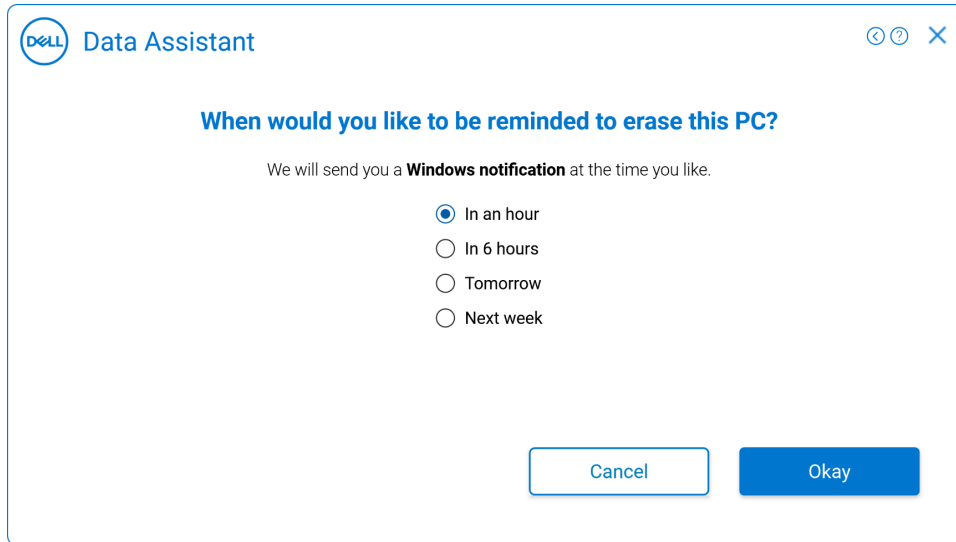 DELL Data Assistant
When would you like to be reminded to erase this PC?
We will send you a Windows notification at the time you like.
In an hour
In 6 hours
Tomorrow
Next week
Cancel Okay